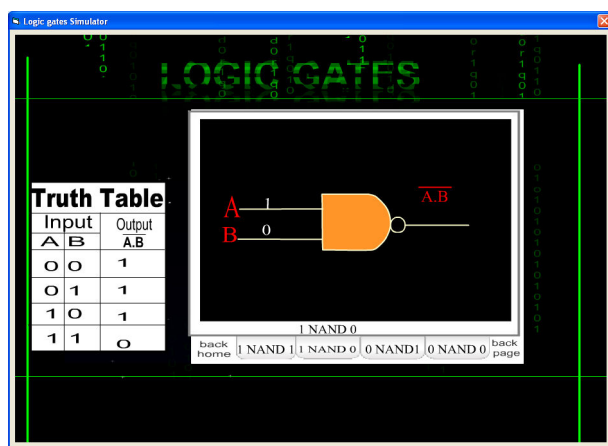 Logic gates Simulator
LOGIC GATES
Truth Table
Input Output
A B A.B
0 0 1
0 1 1
1 0 1
1 1 0
A 1
B 0
A.B
1 NAND 0
back home 1 NAND 1 1 NAND 0 0 NAND1 0 NAND 0 back page